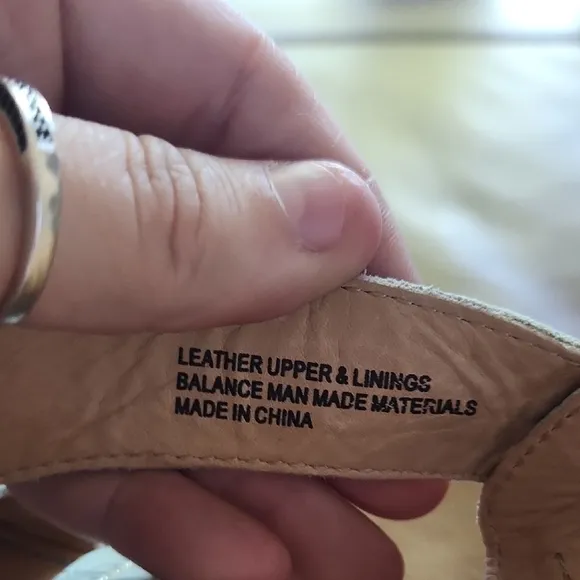 LEATHER UPPER & LININGS
BALANCE MAN MADE MATERIALS
MADE IN CHINA